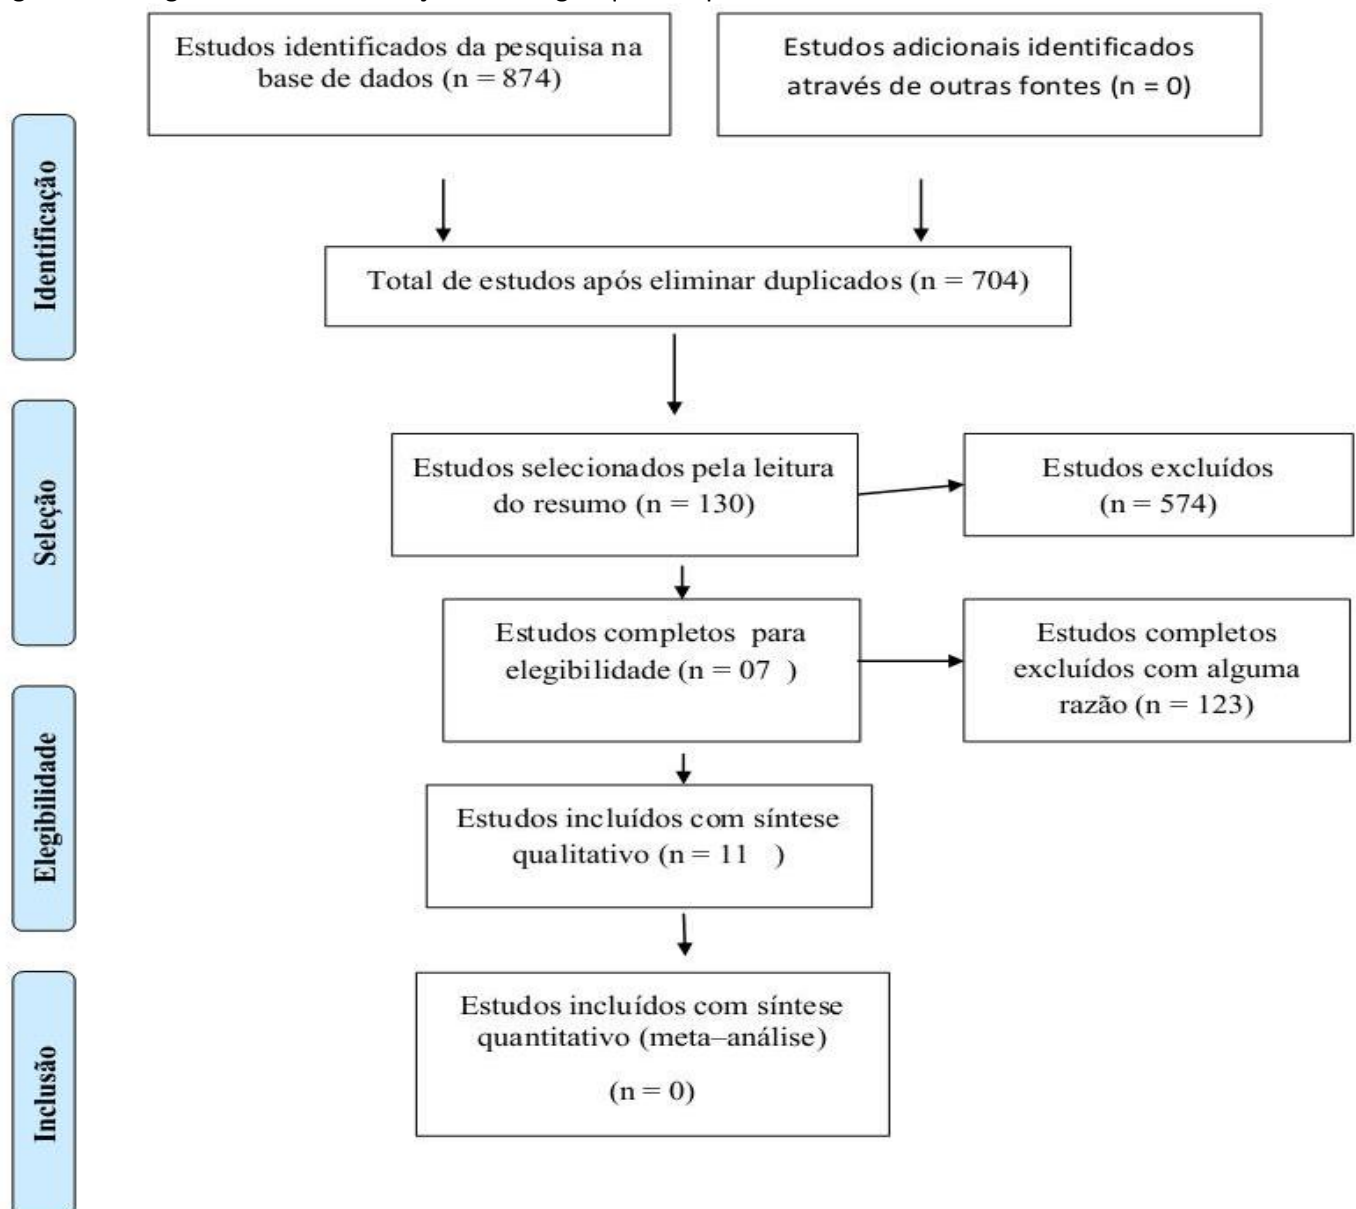 Estudos identificados da pesquisa na
base de dados (n = 874)
Estudos adicionais identificados
através de outras fontes (n = 0)
Identificação
Total de estudos após eliminar duplicados (n = 704)
Seleção
Estudos selecionados pela leitura
do resumo (n = 130)
Estudos excluídos
(n = 574)
Estudos completos para
elegibilidade (n = 07 )
Estudos completos
excluídos com alguma
razão (n = 123)
Elegibilidade
Estudos incluídos com síntese
qualitativo (n = 11 )
Inclusão
Estudos incluídos com síntese
quantitativo (meta–análise)
(n = 0)